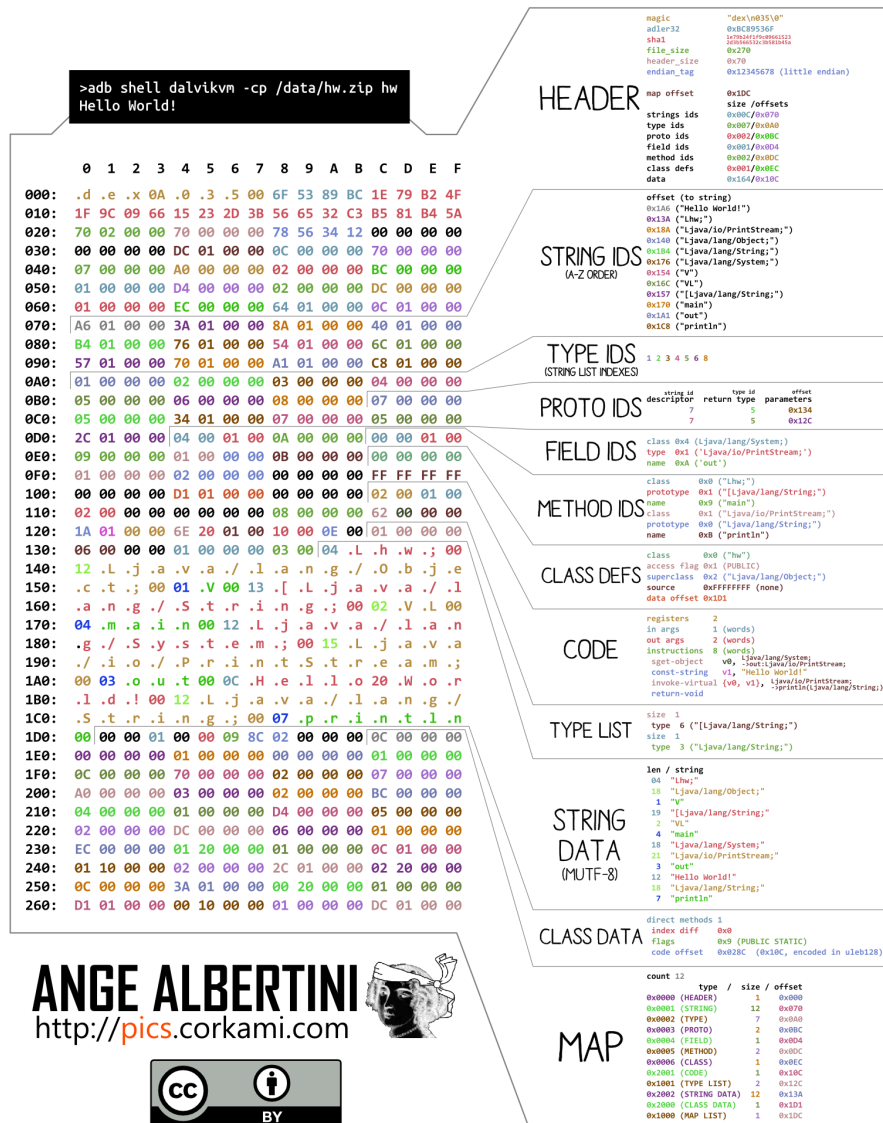 >adb shell dalvikvm -cp /data/hw.zip hw
Hello World!
0 1 2 3 4 5 6 7 8 9 A B C D E F
000: .d .e .x 0A .0 .3 .5 00 6F 53 89 BC 1E 79 B2 4F
010: 1F 9C 09 66 15 23 2D 3B 56 65 32 C3 B5 81 B4 5A
020: 70 02 00 00 70 00 00 00 78 56 34 12 00 00 00 00
030: 00 00 00 00 DC 01 00 00 0C 00 00 00 70 00 00 00
040: 07 00 00 00 A0 00 00 00 02 00 00 00 BC 00 00 00
050: 01 00 00 00 D4 00 00 00 02 00 00 00 DC 00 00 00
060: 01 00 00 00 EC 00 00 00 64 01 00 00 0C 01 00 00
070: A6 01 00 00 3A 01 00 00 8A 01 00 00 40 01 00 00
080: B4 01 00 00 76 01 00 00 54 01 00 00 6C 01 00 00
090: 57 01 00 00 70 01 00 00 A1 01 00 00 C8 01 00 00
0A0: 01 00 00 00 02 00 00 00 03 00 00 00 04 00 00 00
0B0: 05 00 00 00 06 00 00 00 08 00 00 00 07 00 00 00
0C0: 05 00 00 00 34 01 00 00 07 00 00 00 05 00 00 00
0D0: 2C 01 00 00 04 00 01 00 0A 00 00 00 00 00 01 00
0E0: 09 00 00 00 01 00 00 00 0B 00 00 00 00 00 00 00
0F0: 01 00 00 00 02 00 00 00 00 00 00 00 FF FF FF FF
100: 00 00 00 00 D1 01 00 00 00 00 00 00 02 00 01 00
110: 02 00 00 00 00 00 00 00 08 00 00 00 62 00 00 00
120: 1A 01 00 00 6E 20 01 00 10 00 0E 00 01 00 00 00
130: 06 00 00 00 01 00 00 00 03 00 04 .L .h .w .; 00
140: 12 .L .j .a .v .a ./ .l .a .n .g ./ .O .b .j .e
150: .c .t .; 00 01 .V 00 13 .[ .L .j .a .v .a ./ .l
160: .a .n .g ./ .S .t .r .i .n .g .; 00 02 .V .L 00
170: 04 .m .a .i .n 00 12 .L .j .a .v .a ./ .l .a .n
180: .g ./ .S .y .s .t .e .m .; 00 15 .L .j .a .v .a
190: ./ .i .o ./ .P .r .i .n .t .S .t .r .e .a .m .;
1A0: 00 03 .o .u .t 00 0C .H .e .l .l .o 20 .W .o .r
1B0: .l .d .! 00 12 .L .j .a .v .a ./ .l .a .n .g ./
1C0: .S .t .r .i .n .g .; 00 07 .p .r .i .n .t .l .n
1D0: 00 00 00 01 00 00 09 8C 02 00 00 00 0C 00 00 00
1E0: 00 00 00 00 01 00 00 00 00 00 00 00 01 00 00 00
1F0: 0C 00 00 00 70 00 00 00 02 00 00 00 07 00 00 00
200: A0 00 00 00 03 00 00 00 02 00 00 00 BC 00 00 00
210: 04 00 00 00 01 00 00 00 D4 00 00 00 05 00 00 00
220: 02 00 00 00 DC 00 00 00 06 00 00 00 01 00 00 00
230: EC 00 00 00 01 20 00 00 01 00 00 00 0C 01 00 00
240: 01 10 00 00 02 00 00 00 2C 01 00 00 02 20 00 00
250: 0C 00 00 00 3A 01 00 00 00 20 00 00 01 00 00 00
260: D1 01 00 00 00 10 00 00 01 00 00 00 DC 01 00 00
ANGE ALBERTINI
http://pics.corkami.com
cc
BY
HEADER
magic "dex\n035\0"
adler32 0xBC89536F
sha1 1e79b24f1f9c09661523
2d3b566532c3b581b45a
file_size 0x270
header_size 0x70
endian_tag 0x12345678 (little endian)
map offset 0x1DC
size /offsets
strings ids 0x00C/0x070
type ids 0x007/0x0A0
proto ids 0x002/0x0BC
field ids 0x001/0x0D4
method ids 0x002/0x0DC
class defs 0x001/0x0EC
data 0x164/0x10C
STRING IDS
(A-Z ORDER)
offset (to string)
0x1A6 ("Hello World!")
0x13A ("Lhw;")
0x18A ("Ljava/io/PrintStream;")
0x140 ("Ljava/lang/Object;")
0x1B4 ("Ljava/lang/String;")
0x176 ("Ljava/lang/System;")
0x154 ("V")
0x16C ("VL")
0x157 ("[Ljava/lang/String;")
0x170 ("main")
0x1A1 ("out")
0x1C8 ("println")
TYPE IDS
(STRING LIST INDEXES)
1 2 3 4 5 6 8
PROTO IDS
string id type id offset
descriptor return type parameters
7 5 0x134
7 5 0x12C
FIELD IDS
class 0x4 (Ljava/lang/System;)
type 0x1 ('Ljava/io/PrintStream;')
name 0xA ('out')
METHOD IDS
class 0x0 ("Lhw;")
prototype 0x1 ("[Ljava/lang/String;")
name 0x9 ("main")
class 0x1 ("Ljava/io/PrintStream;")
prototype 0x0 ("Ljava/lang/String;")
name 0xB ("println")
CLASS DEFS
class 0x0 ("hw")
access flag 0x1 (PUBLIC)
superclass 0x2 ("Ljava/lang/Object;")
source 0xFFFFFFFF (none)
data offset 0x1D1
CODE
registers 2
in args 1 (words)
out args 2 (words)
instructions 8 (words)
sget-object v0, Ljava/lang/System;
->out:Ljava/io/PrintStream;
const-string v1, "Hello World!"
invoke-virtual {v0, v1}, Ljava/io/PrintStream;
->println(Ljava/lang/String;)
return-void
TYPE LIST
size 1
type 6 ("[Ljava/lang/String;")
size 1
type 3 ("Ljava/lang/String;")
STRING
DATA
(MUTF-8)
len / string
04 "Lhw;"
18 "Ljava/lang/Object;"
1 "V"
19 "[Ljava/lang/String;"
2 "VL"
4 "main"
18 "Ljava/lang/System;"
21 "Ljava/io/PrintStream;"
3 "out"
12 "Hello World!"
18 "Ljava/lang/String;"
7 "println"
CLASS DATA
direct methods 1
index diff 0x0
flags 0x9 (PUBLIC STATIC)
code offset 0x028C (0x10C, encoded in uleb128)
MAP
count 12
type / size / offset
0x0000 (HEADER) 1 0x000
0x0001 (STRING) 12 0x070
0x0002 (TYPE) 7 0x0A0
0x0003 (PROTO) 2 0x0BC
0x0004 (FIELD) 1 0x0D4
0x0005 (METHOD) 2 0x0DC
0x0006 (CLASS) 1 0x0EC
0x2001 (CODE) 1 0x10C
0x1001 (TYPE LIST) 2 0x12C
0x2002 (STRING DATA) 12 0x13A
0x2000 (CLASS DATA) 1 0x1D1
0x1000 (MAP LIST) 1 0x1DC